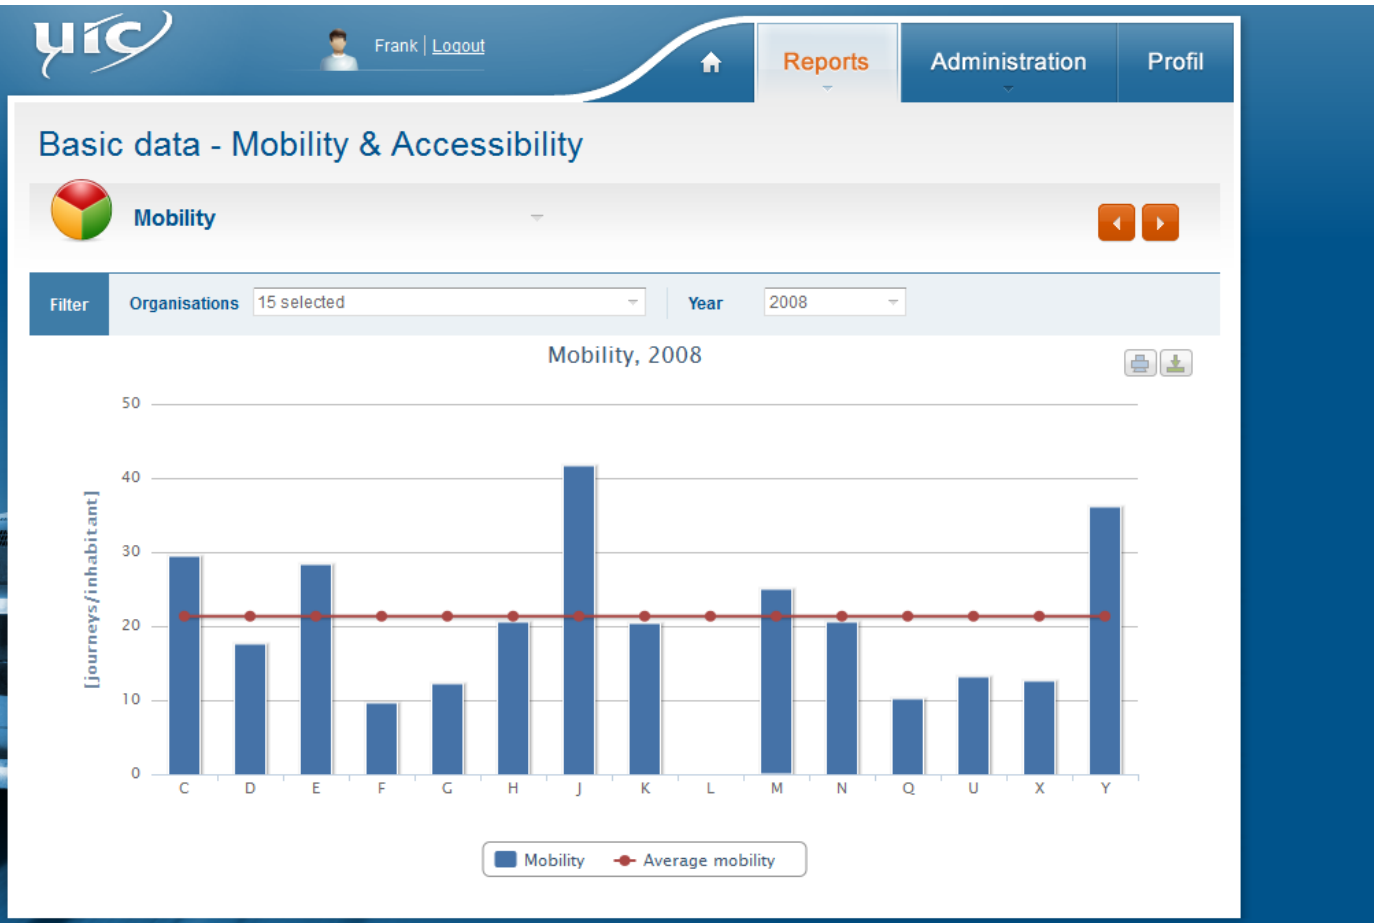 uic
Frank | Logout
Reports
Administration
Profil
Basic data - Mobility & Accessibility
Mobility
Filter
Organisations
15 selected
Year
2008
Mobility, 2008
[journeys/inhabitant]
50
40
30
20
10
0
C D E F G H J K L M N Q U X Y
Mobility
Average mobility